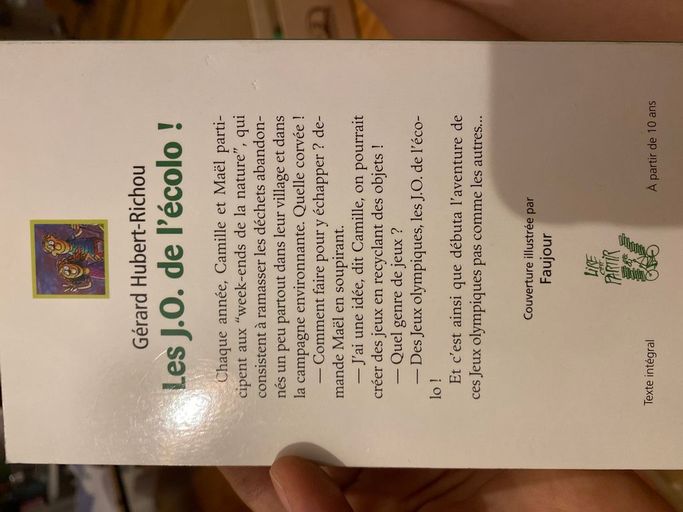 Gérard Hubert-Richou
Les J.O. de l'écolo !
Chaque année, Camille et Maël parti-
cipent aux "week-ends de la nature", qui
consistent à ramasser les déchets abandon-
nés un peu partout dans leur village et dans
la campagne environnante. Quelle corvée !
— Comment faire pour y échapper ? de-
mande Maël en soupirant.
— J'ai une idée, dit Camille, on pourrait
créer des jeux en recyclant des objets !
— Quel genre de jeux ?
— Des Jeux olympiques, les J.O. de l'éco-
lo !
Et c'est ainsi que débuta l'aventure de
ces Jeux olympiques pas comme les autres...
Couverture illustrée par
Faujour
LIRE
C'EST
PARTIR
Texte intégral
À partir de 10 ans